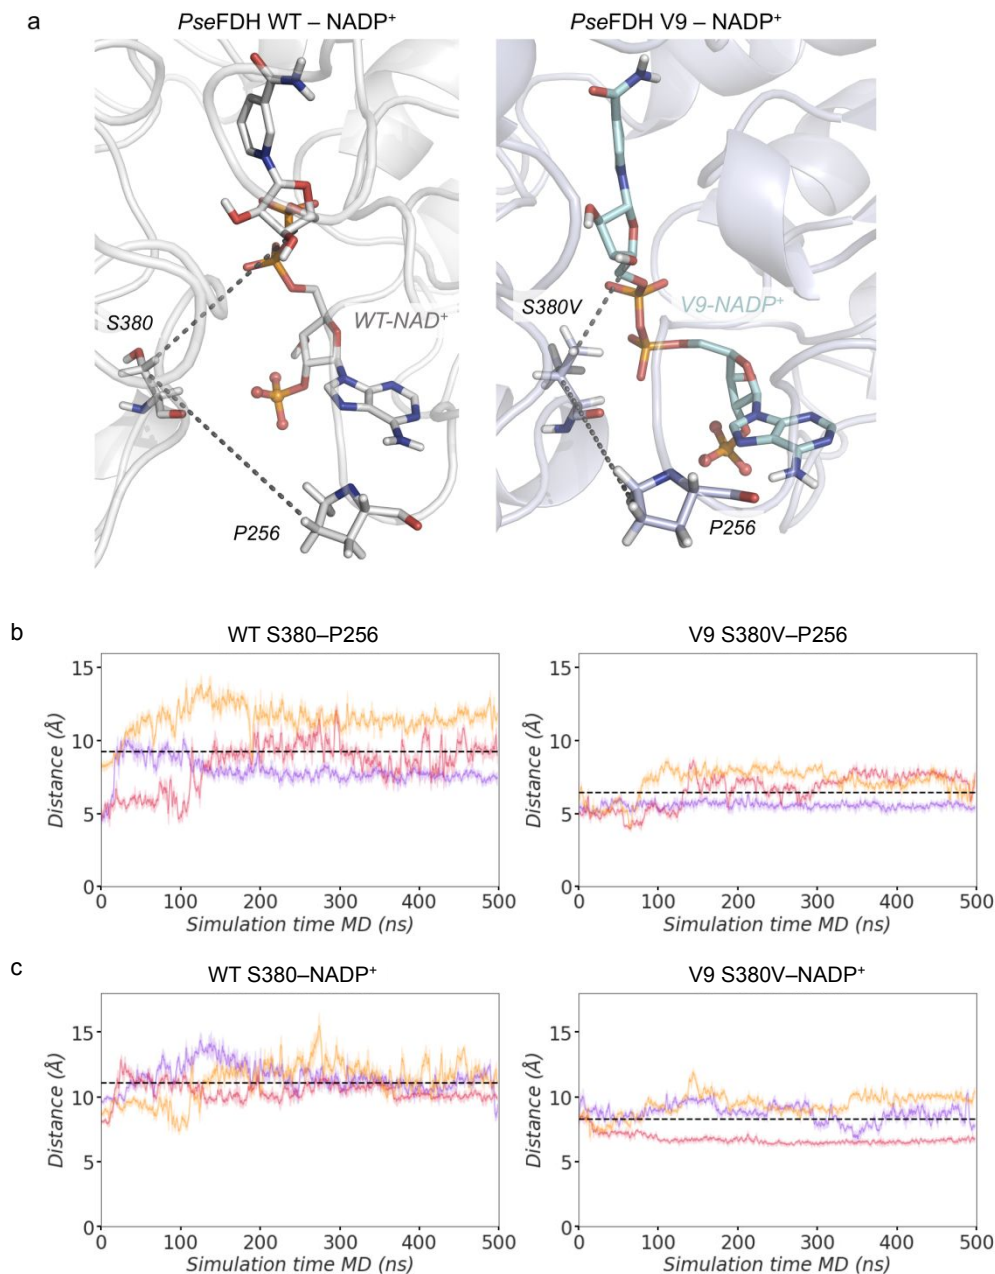 a
PseFDH WT – NADP⁺
PseFDH V9 – NADP⁺
S380
WT-NAD⁺
P256
S380V
V9-NADP⁺
P256
b
WT S380–P256
V9 S380V–P256
Distance (Å)
15
10
5
0
0 100 200 300 400 500
Simulation time MD (ns)
Distance (Å)
15
10
5
0
0 100 200 300 400 500
Simulation time MD (ns)
c
WT S380–NADP⁺
V9 S380V–NADP⁺
Distance (Å)
15
10
5
0
0 100 200 300 400 500
Simulation time MD (ns)
Distance (Å)
15
10
5
0
0 100 200 300 400 500
Simulation time MD (ns)